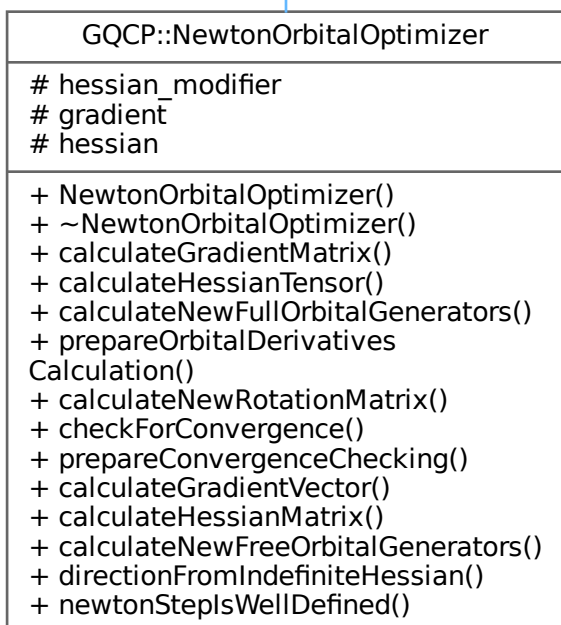 GQCP::NewtonOrbitalOptimizer
# hessian_modifier
# gradient
# hessian
+ NewtonOrbitalOptimizer()
+ ~NewtonOrbitalOptimizer()
+ calculateGradientMatrix()
+ calculateHessianTensor()
+ calculateNewFullOrbitalGenerators()
+ prepareOrbitalDerivatives
Calculation()
+ calculateNewRotationMatrix()
+ checkForConvergence()
+ prepareConvergenceChecking()
+ calculateGradientVector()
+ calculateHessianMatrix()
+ calculateNewFreeOrbitalGenerators()
+ directionFromIndefiniteHessian()
+ newtonStepIsWellDefined()